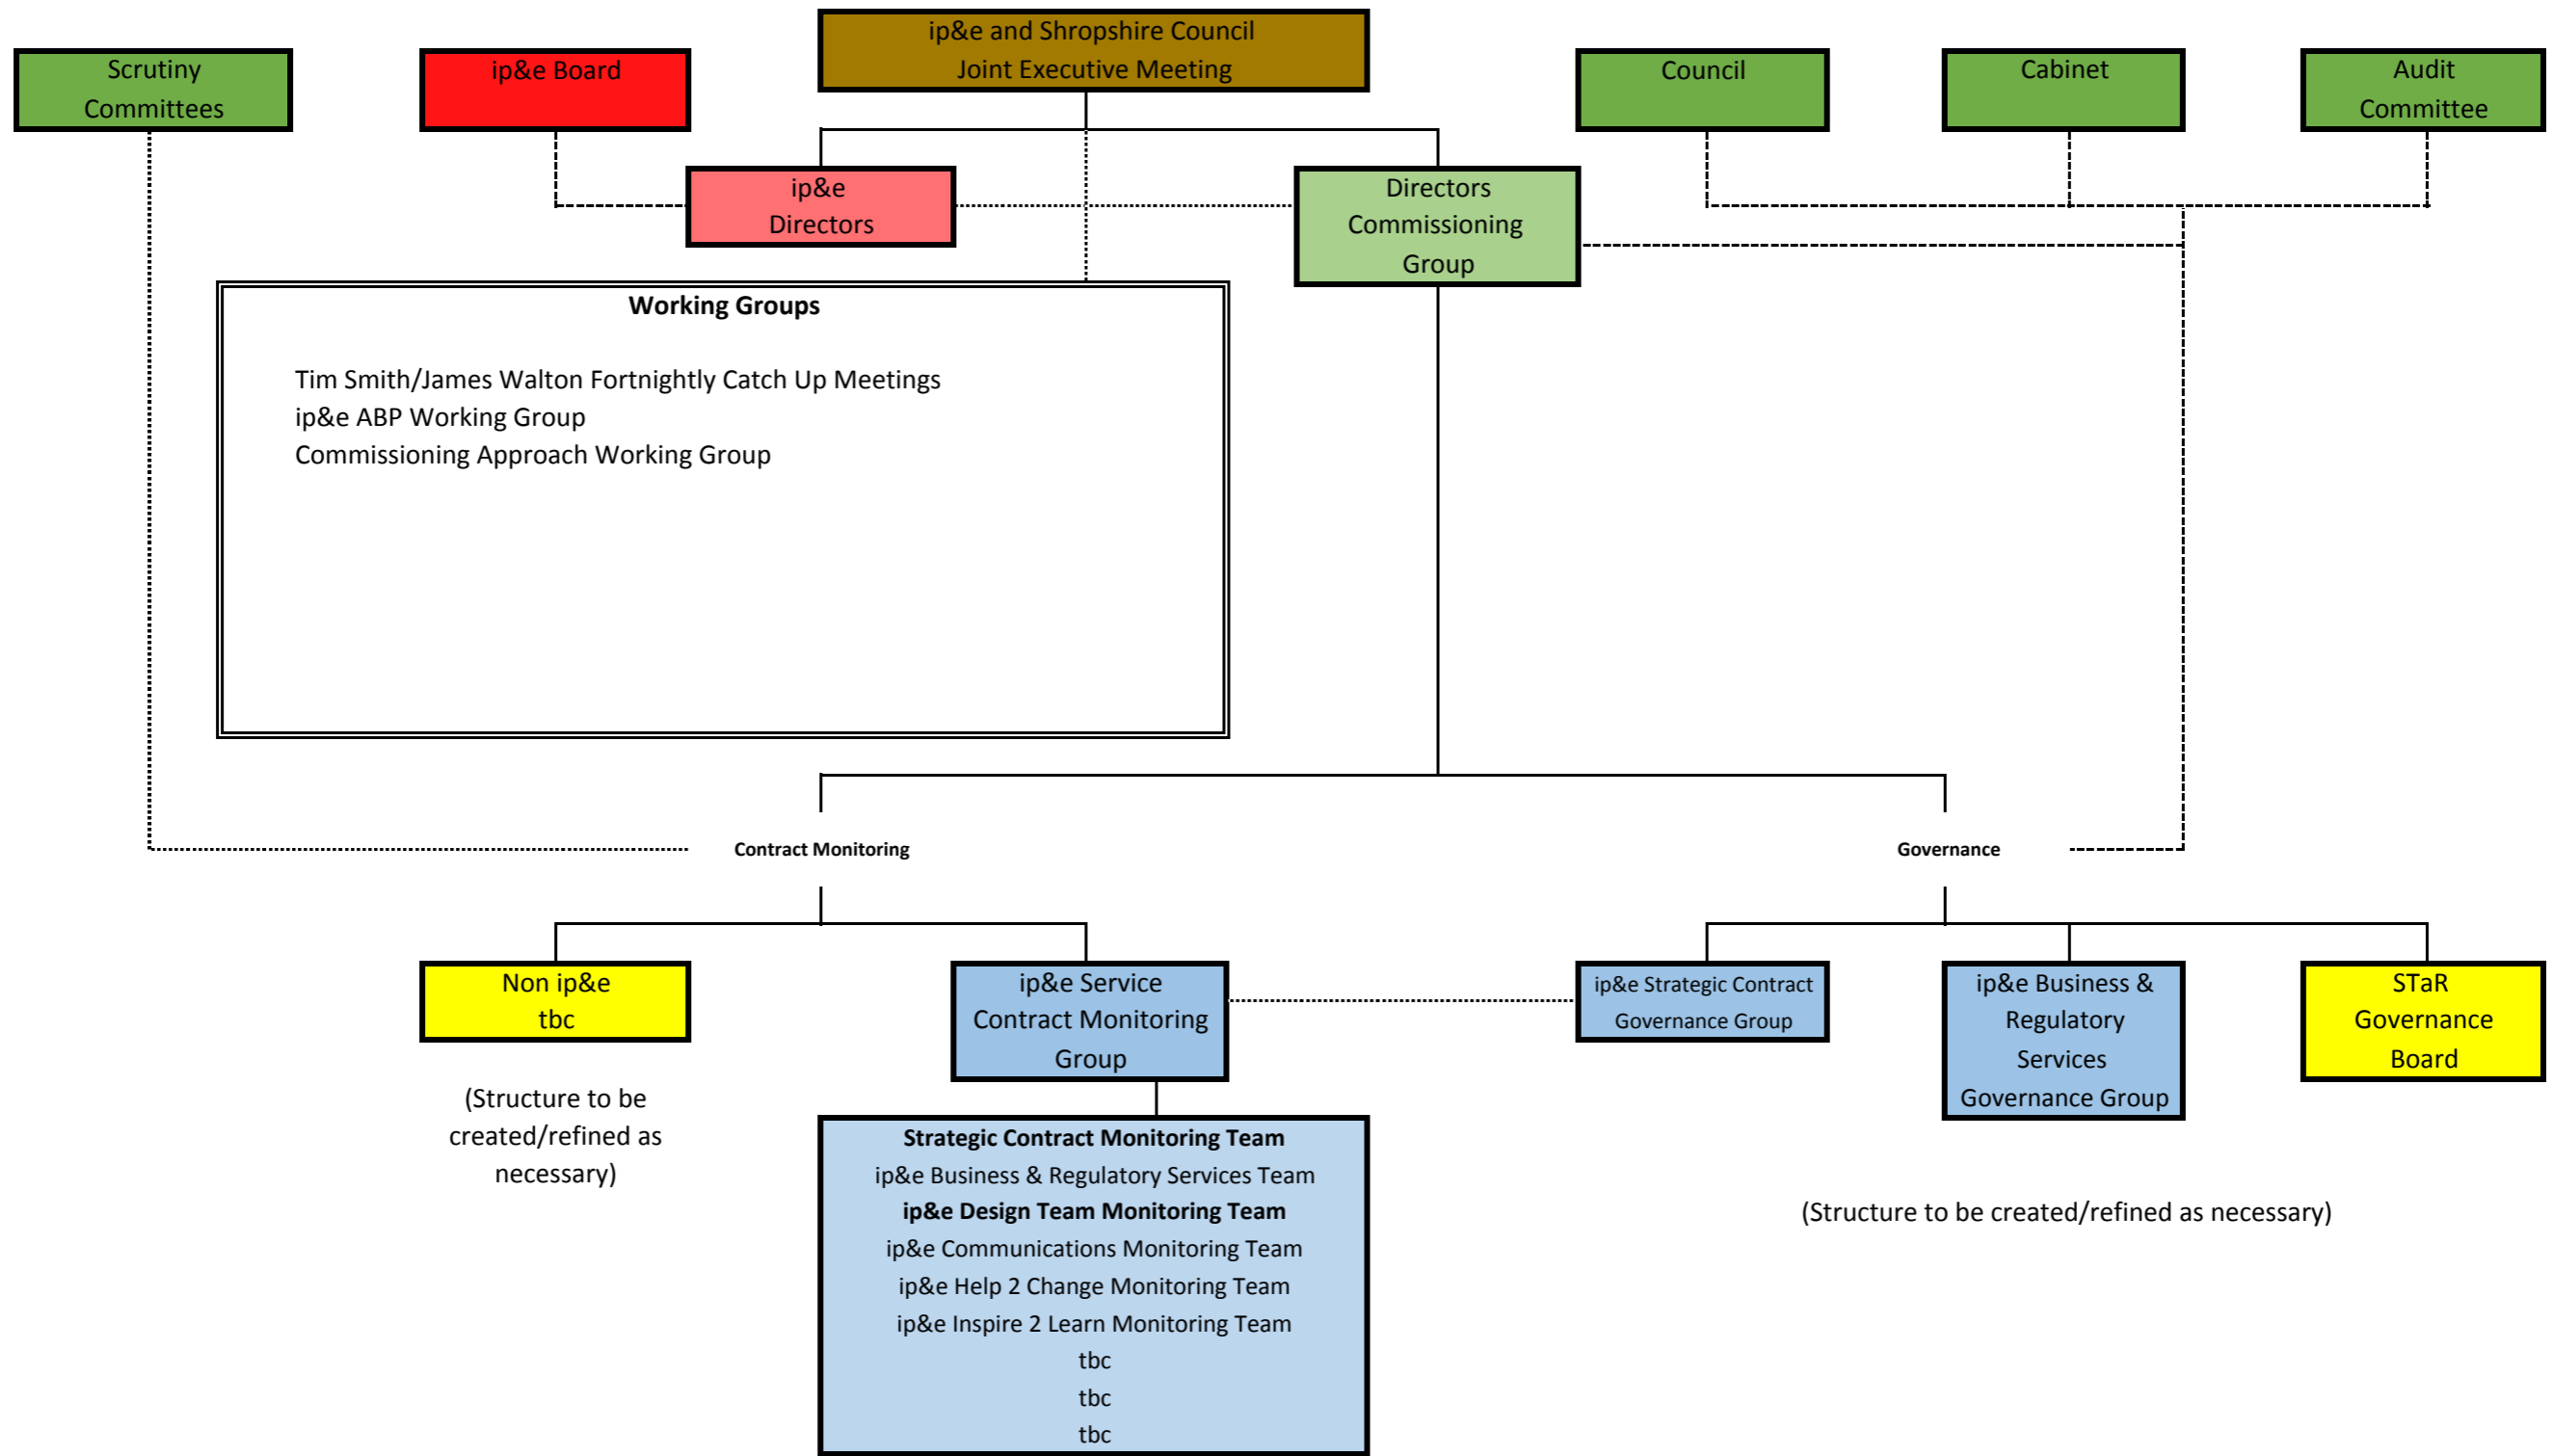 ip&e and Shropshire Council
Joint Executive Meeting
Scrutiny
Committees
ip&e Board
Council
Cabinet
Audit
Committee
ip&e
Directors
Directors
Commissioning
Group
Working Groups
Tim Smith/James Walton Fortnightly Catch Up Meetings
ip&e ABP Working Group
Commissioning Approach Working Group
Contract Monitoring
Governance
Non ip&e
tbc
(Structure to be
created/refined as
necessary)
ip&e Service
Contract Monitoring
Group
ip&e Strategic Contract
Governance Group
ip&e Business &
Regulatory
Services
Governance Group
STaR
Governance
Board
Strategic Contract Monitoring Team
ip&e Business & Regulatory Services Team
ip&e Design Team Monitoring Team
ip&e Communications Monitoring Team
ip&e Help 2 Change Monitoring Team
ip&e Inspire 2 Learn Monitoring Team
tbc
tbc
tbc
(Structure to be created/refined as necessary)